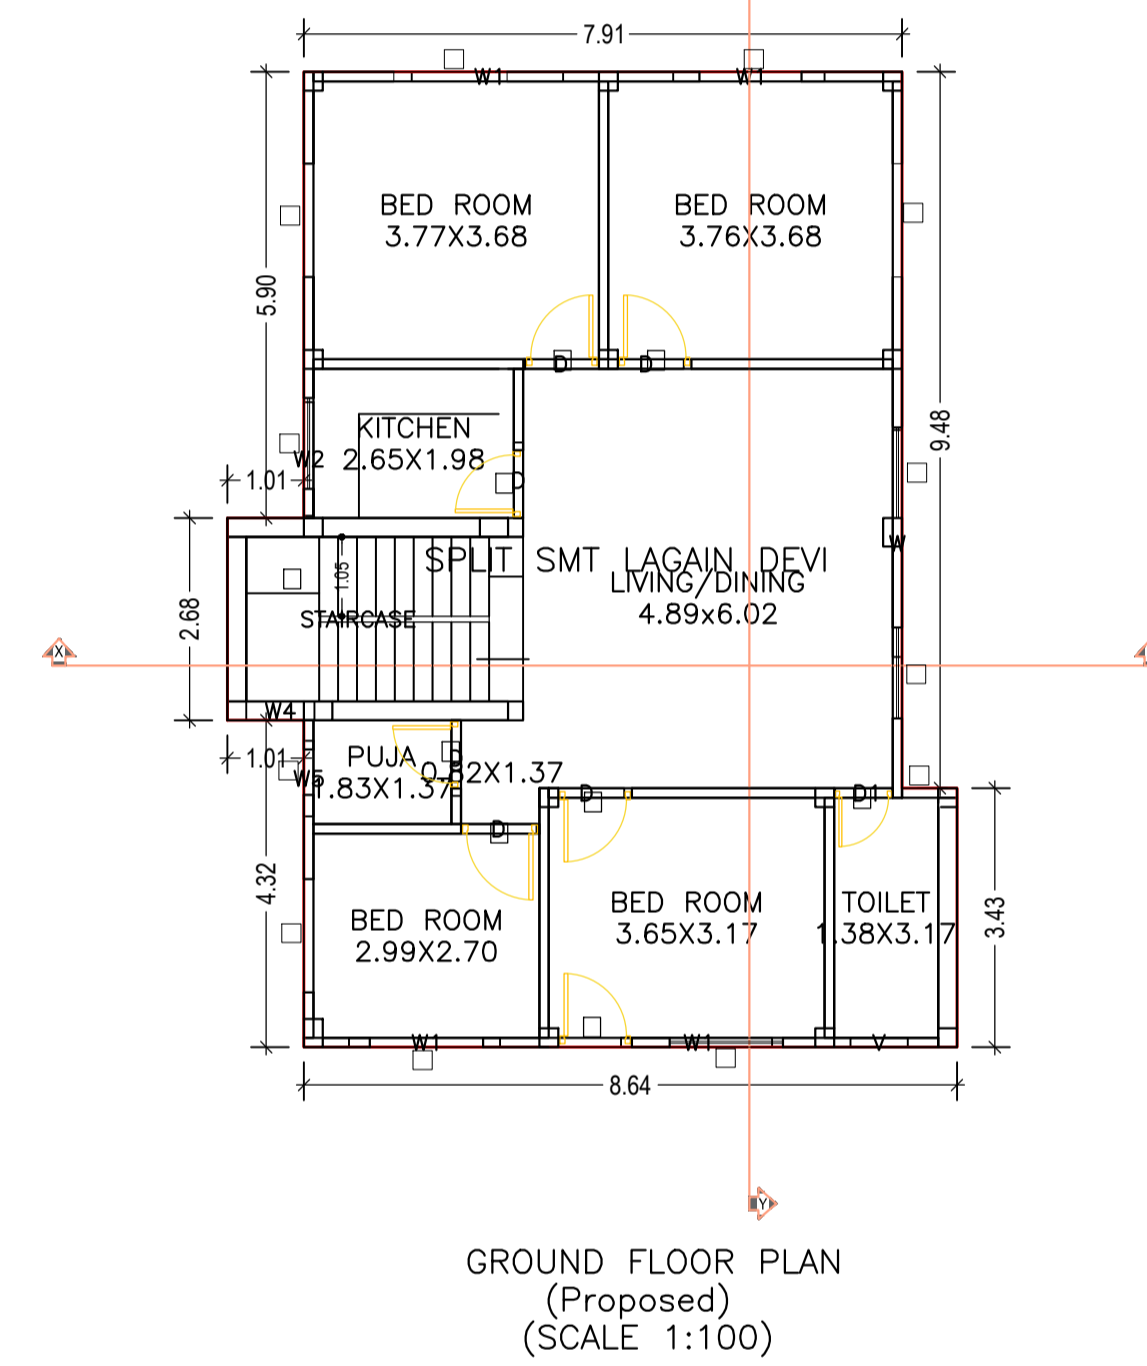 7.91
W1 W1
BED ROOM
3.77X3.68
BED ROOM
3.76X3.68
5.90
9.48
D D
KITCHEN
2.65X1.98
W2
D
1.01
W
SPLIT SMT LAGAIN DEVI
LIVING/DINING
4.89x6.02
1.05
STAIRCASE
2.68
X
W4
1.01
W5
PUJA
1.83X1.37
0.82X1.37
D
D
D
D1
4.32
3.43
BED ROOM
2.99X2.70
BED ROOM
3.65X3.17
TOILET
1.38X3.17
W1 W1 V
8.64
Y
GROUND FLOOR PLAN
(Proposed)
(SCALE 1:100)